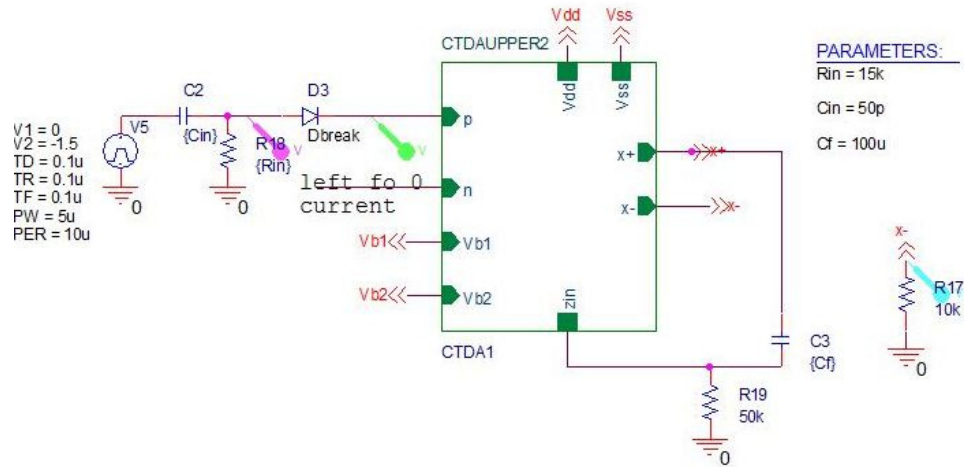 Vdd
Vss
CTDAUPPER2
PARAMETERS:
Rin = 15k
Cin = 50p
Cf = 100u
C2
D3
V5
{Cin}
Dbreak
Vdd
Vss
p
V
V
R18
{Rin}
V1 = 0
V2 = -1.5
TD = 0.1u
TR = 0.1u
TF = 0.1u
PW = 5u
PER = 10u
0
0
left fo 0
current
n
x+
x+
x-
x-
Vb1
Vb1
Vb2
Vb2
zin
CTDA1
x-
R17
10k
0
C3
{Cf}
R19
50k
0